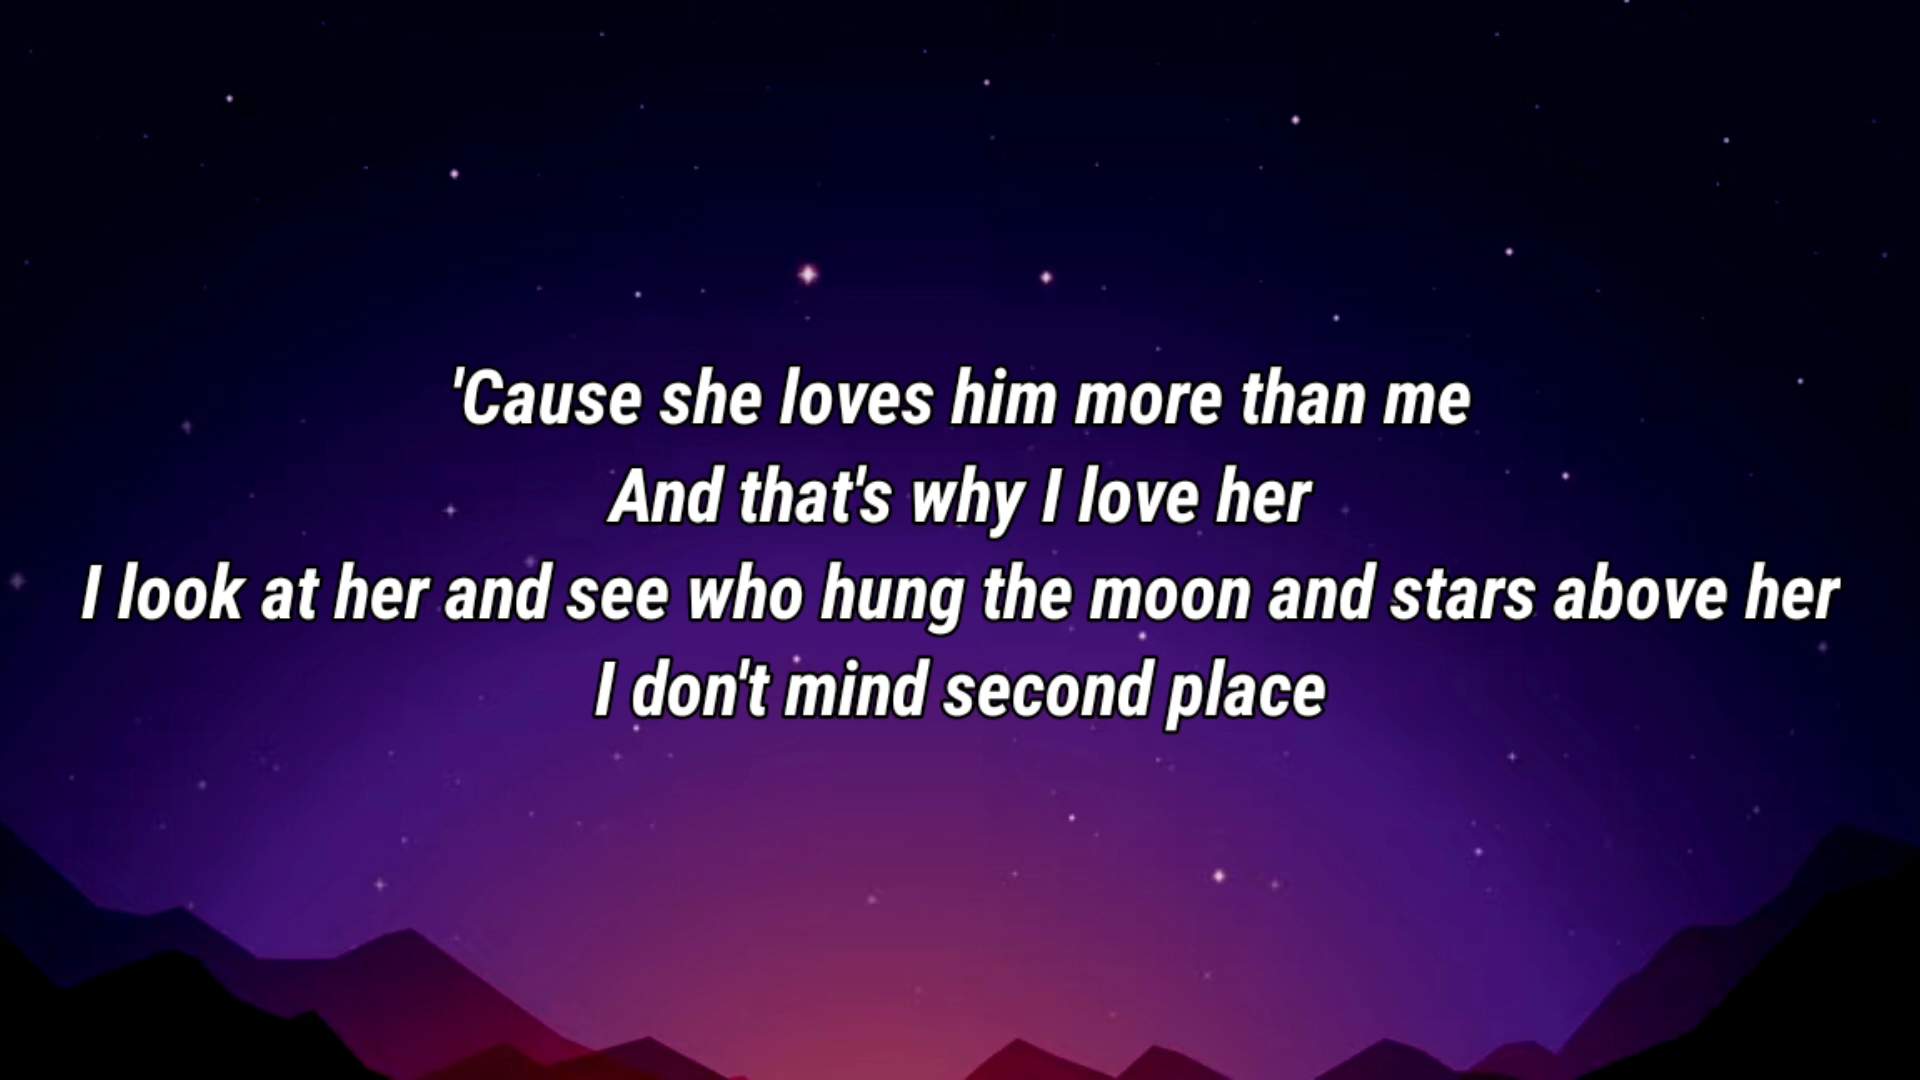 'Cause she loves him more than me
And that's why I love her
I look at her and see who hung the moon and stars above her
I don't mind second place